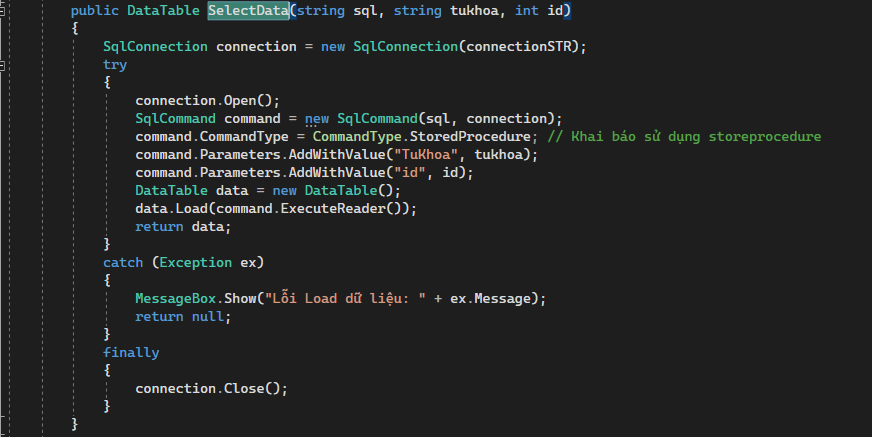 public DataTable SelectData(string sql, string tukhoa, int id)
{
SqlConnection connection = new SqlConnection(connectionSTR);
try
{
connection.Open();
SqlCommand command = new SqlCommand(sql, connection);
command.CommandType = CommandType.StoredProcedure; // Khai báo sử dụng storeprocedure
command.Parameters.AddWithValue("TuKhoa", tukhoa);
command.Parameters.AddWithValue("id", id);
DataTable data = new DataTable();
data.Load(command.ExecuteReader());
return data;
}
catch (Exception ex)
{
MessageBox.Show("Lỗi Load dữ liệu: " + ex.Message);
return null;
}
finally
{
connection.Close();
}
}